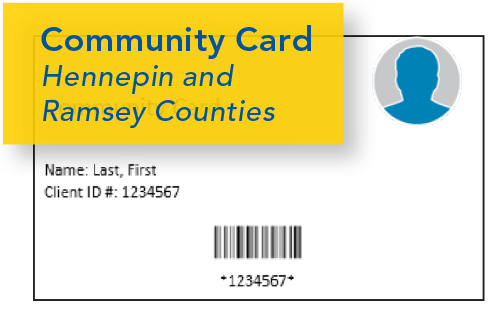 Community Card
Hennepin and
Ramsey Counties
Name: Last, First
Client ID #: 1234567
*1234567*